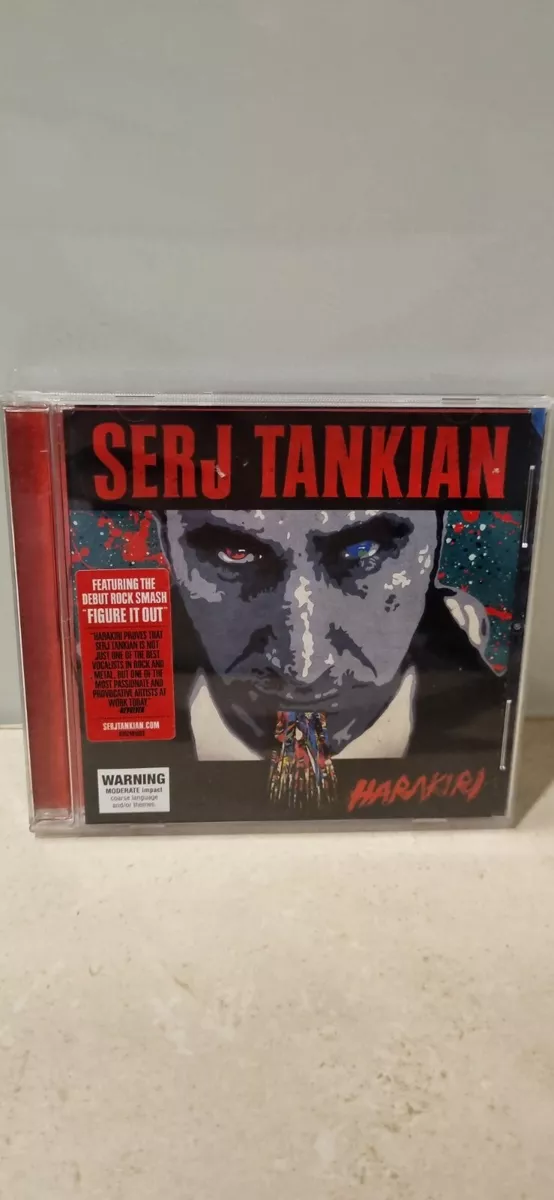 SERJ TANKIAN
FEATURING THE
DEBUT ROCK SMASH
"FIGURE IT OUT"
"HARAKIRI PROVES THAT
SERJ TANKIAN IS NOT
JUST ONE OF THE BEST
VOCALISTS IN ROCK AND
METAL, BUT ONE OF THE
MOST PASSIONATE AND
PROVOCATIVE ARTISTS AT
WORK TODAY."
-REVOLVER
SERJTANKIAN.COM
WARNING
MODERATE impact
coarse language
and/or themes
HARAKIRI